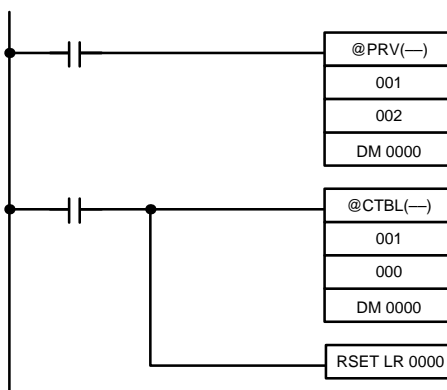 @PRV(––)
001
002
DM 0000
@CTBL(––)
001
000
DM 0000
RSET LR 0000